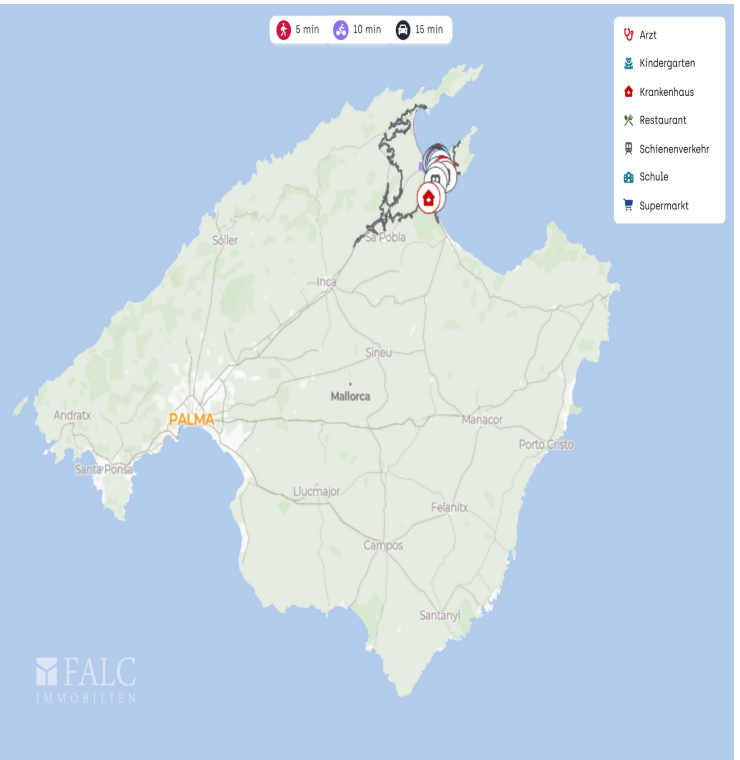 5 min
10 min
15 min
Arzt
Kindergarten
Krankenhaus
Restaurant
Schienenverkehr
Schule
Supermarkt
Sóller
Sa Pobla
Inca
Sineu
Mallorca
Andratx
PALMA
Manacor
Porto Cristo
Santa Ponsa
Llucmajor
Felanitx
Campos
Santanyí
FALC
IMMOBILIEN